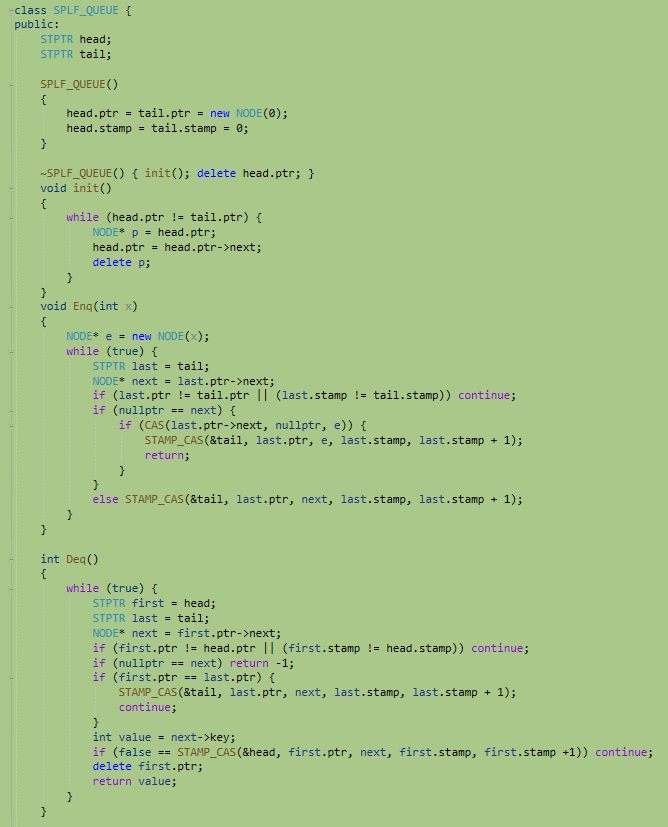 class SPLF_QUEUE {
public:
    STPTR head;
    STPTR tail;

    SPLF_QUEUE()
    {
        head.ptr = tail.ptr = new NODE(0);
        head.stamp = tail.stamp = 0;
    }

    ~SPLF_QUEUE() { init(); delete head.ptr; }
    void init()
    {
        while (head.ptr != tail.ptr) {
            NODE* p = head.ptr;
            head.ptr = head.ptr->next;
            delete p;
        }
    }
    void Enq(int x)
    {
        NODE* e = new NODE(x);
        while (true) {
            STPTR last = tail;
            NODE* next = last.ptr->next;
            if (last.ptr != tail.ptr || (last.stamp != tail.stamp)) continue;
            if (nullptr == next) {
                if (CAS(last.ptr->next, nullptr, e)) {
                    STAMP_CAS(&tail, last.ptr, e, last.stamp, last.stamp + 1);
                    return;
                }
            }
            else STAMP_CAS(&tail, last.ptr, next, last.stamp, last.stamp + 1);
        }
    }

    int Deq()
    {
        while (true) {
            STPTR first = head;
            STPTR last = tail;
            NODE* next = first.ptr->next;
            if (first.ptr != head.ptr || (first.stamp != head.stamp)) continue;
            if (nullptr == next) return -1;
            if (first.ptr == last.ptr) {
                STAMP_CAS(&tail, last.ptr, next, last.stamp, last.stamp + 1);
                continue;
            }
            int value = next->key;
            if (false == STAMP_CAS(&head, first.ptr, next, first.stamp, first.stamp +1)) continue;
            delete first.ptr;
            return value;
        }
    }